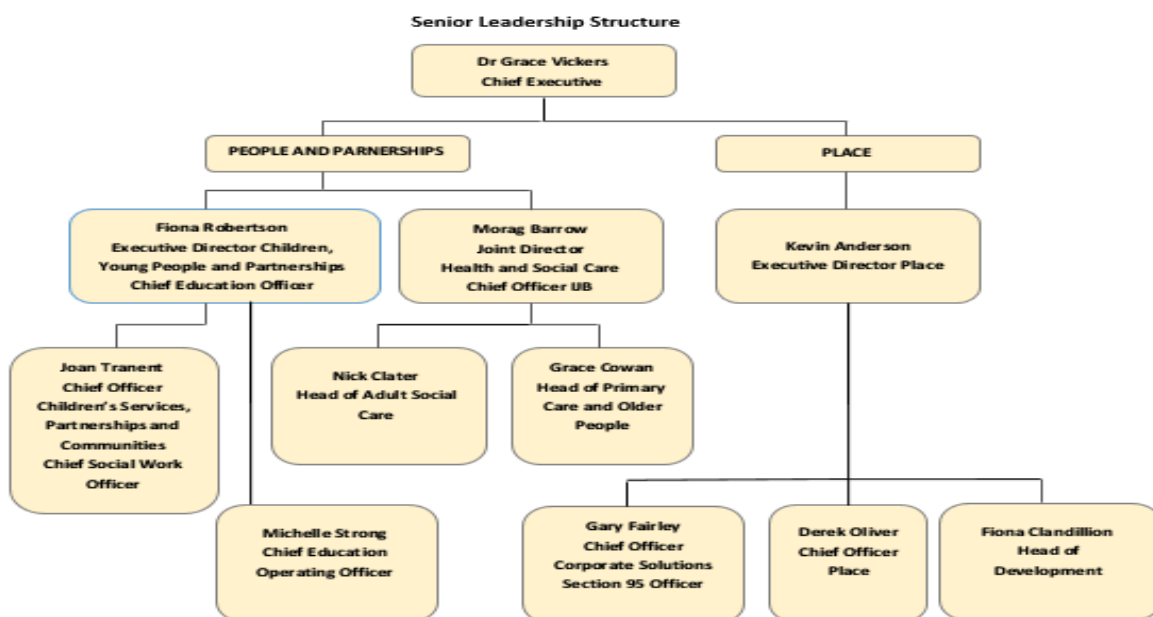 Senior Leadership Structure
Dr Grace Vickers
Chief Executive
PEOPLE AND PARNERSHIPS
PLACE
Fiona Robertson
Executive Director Children,
Young People and Partnerships
Chief Education Officer
Morag Barrow
Joint Director
Health and Social Care
Chief Officer IJB
Kevin Anderson
Executive Director Place
Joan Tranent
Chief Officer
Children's Services,
Partnerships and
Communities
Chief Social Work
Officer
Nick Clater
Head of Adult Social
Care
Grace Cowan
Head of Primary
Care and Older
People
Michelle Strong
Chief Education
Operating Officer
Gary Fairley
Chief Officer
Corporate Solutions
Section 95 Officer
Derek Oliver
Chief Officer
Place
Fiona Clandillion
Head of
Development